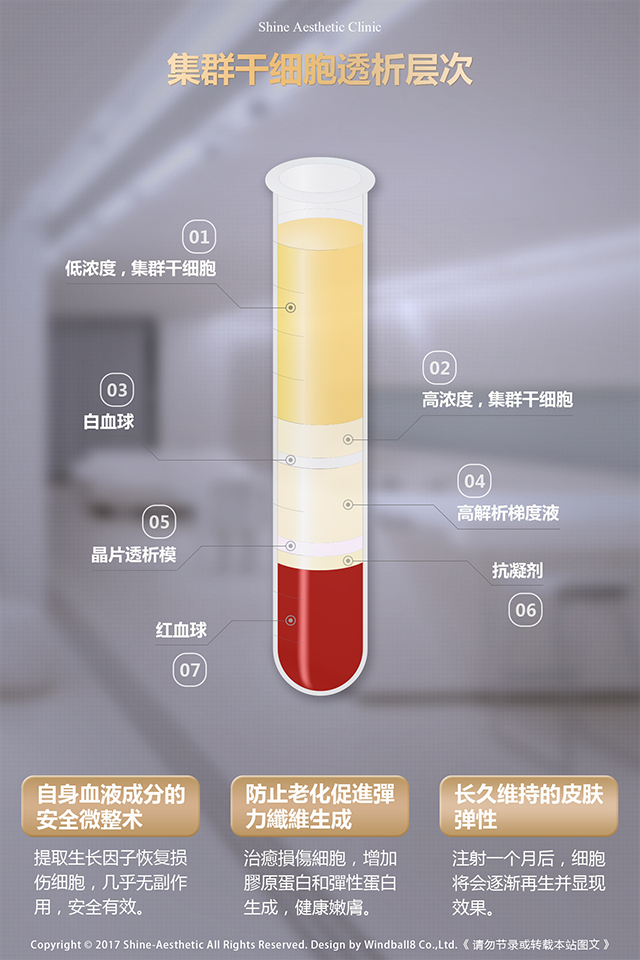 Shine Aesthetic Clinic
集群干细胞透析层次
01
低浓度，集群干细胞
02
高浓度，集群干细胞
03
白血球
04
高解析梯度液
05
晶片透析模
抗凝剂
06
红血球
07
自身血液成分的
安全微整术
提取生长因子恢复损
伤细胞，几乎无副作
用，安全有效。
防止老化促進彈
力纖維生成
治癒損傷細胞，增加
膠原蛋白和彈性蛋白
生成，健康嫩膚。
长久维持的皮肤
弹性
注射一个月后，细胞
将会逐渐再生并显现
效果。
Copyright © 2017 Shine-Aesthetic All Rights Reserved. Design by Windball8 Co.,Ltd.《 请勿节录或转载本站图文 》